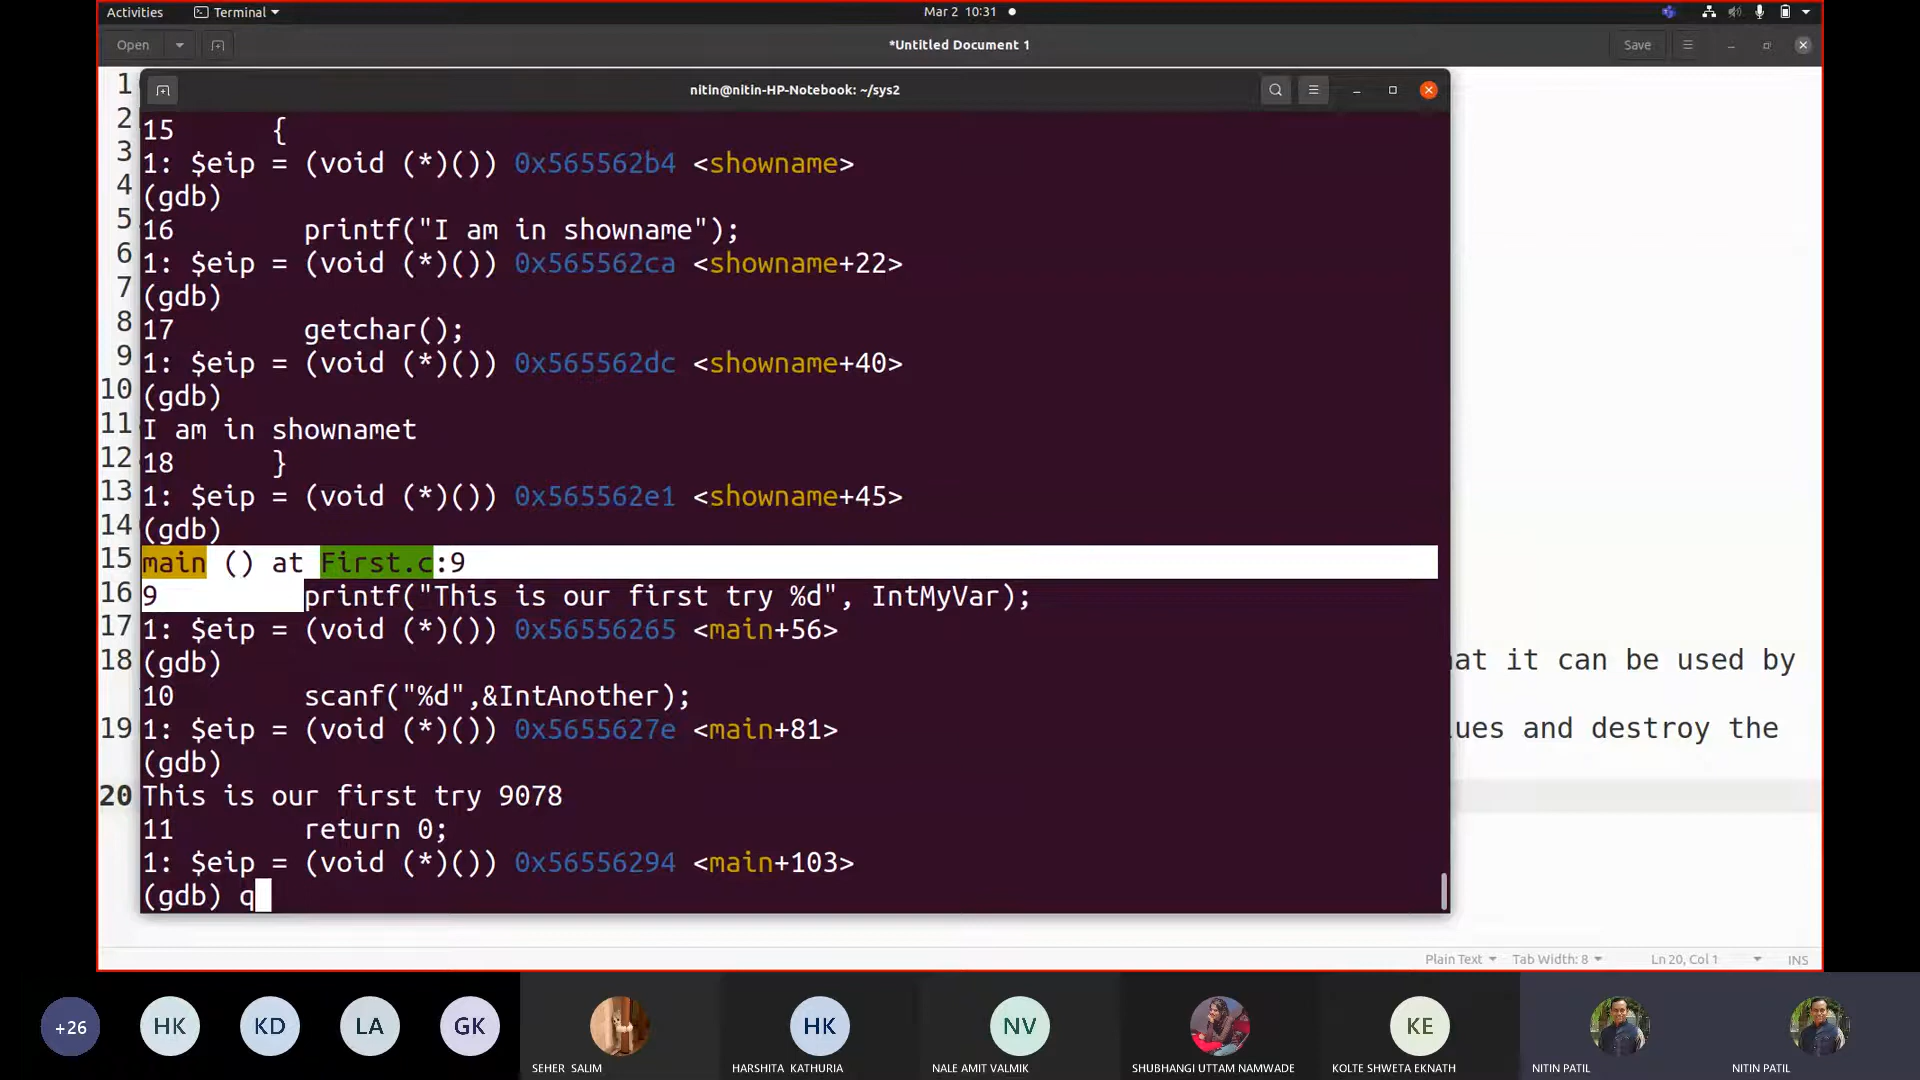 Activities Terminal Mar 2 10:31
Open *Untitled Document 1 Save
nitin@nitin-HP-Notebook: ~/sys2
1
2
3
4
5
6
7
8
9
10
11
12
13
14
15
16
17
18
19
20
15 {
1: $eip = (void (*)()) 0x565562b4 <showname>
(gdb)
16 printf("I am in showname");
1: $eip = (void (*)()) 0x565562ca <showname+22>
(gdb)
17 getchar();
1: $eip = (void (*)()) 0x565562dc <showname+40>
(gdb)
I am in shownamet
18 }
1: $eip = (void (*)()) 0x565562e1 <showname+45>
(gdb)
main () at First.c:9
9 printf("This is our first try %d", IntMyVar);
1: $eip = (void (*)()) 0x56556265 <main+56>
(gdb)
10 scanf("%d",&IntAnother);
1: $eip = (void (*)()) 0x5655627e <main+81>
(gdb)
This is our first try 9078
11 return 0;
1: $eip = (void (*)()) 0x56556294 <main+103>
(gdb) q
it can be used by
and destroy the
Plain Text Tab Width: 8 Ln 20, Col 1 INS
+26 HK KD LA GK HK NV KE
SEHER SALIM HARSHITA KATHURIA NALE AMIT VALMIK SHUBHANGI UTTAM NAMWADE KOLTE SHWETA EKNATH NITIN PATIL NITIN PATIL